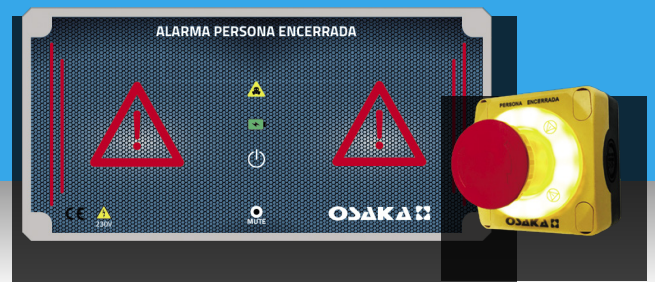 ALARMA PERSONA ENCERRADA
CE
230V
MUTE
OSAKA
PERSONA ENCERRADA
OSAKA